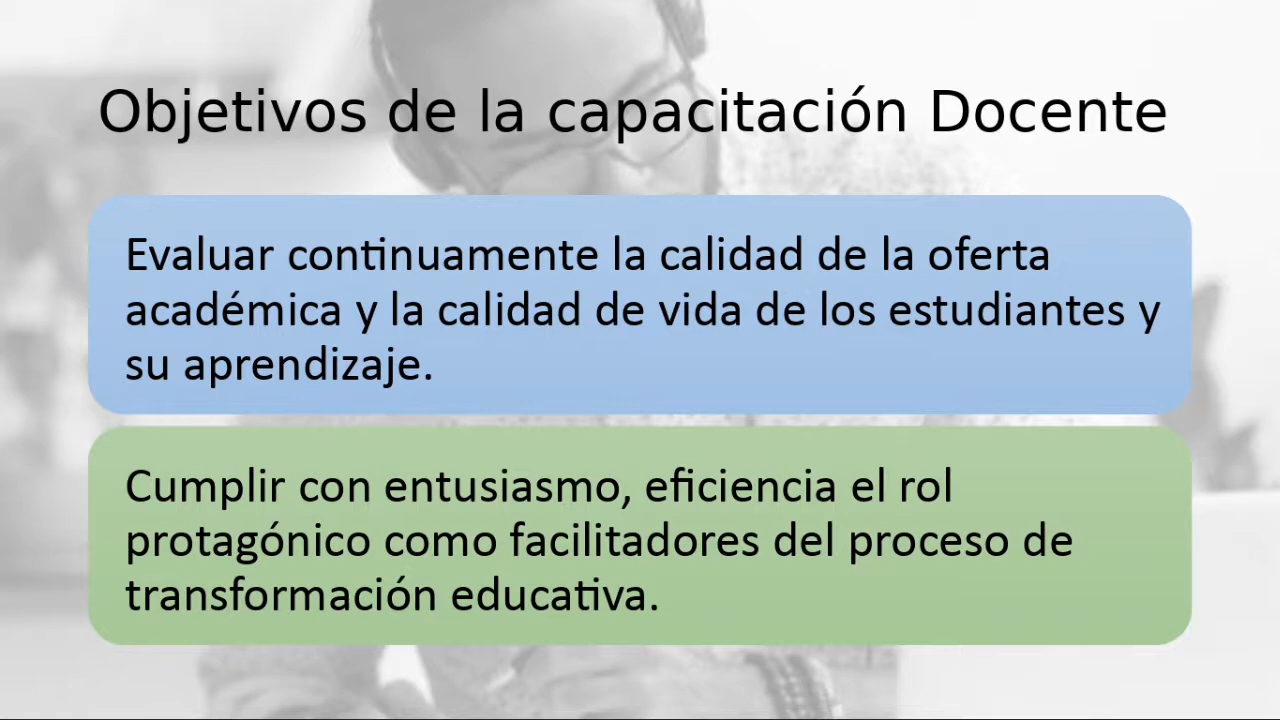 Objetivos de la capacitación Docente
Evaluar continuamente la calidad de la oferta
académica y la calidad de vida de los estudiantes y
su aprendizaje.
Cumplir con entusiasmo, eficiencia el rol
protagónico como facilitadores del proceso de
transformación educativa.